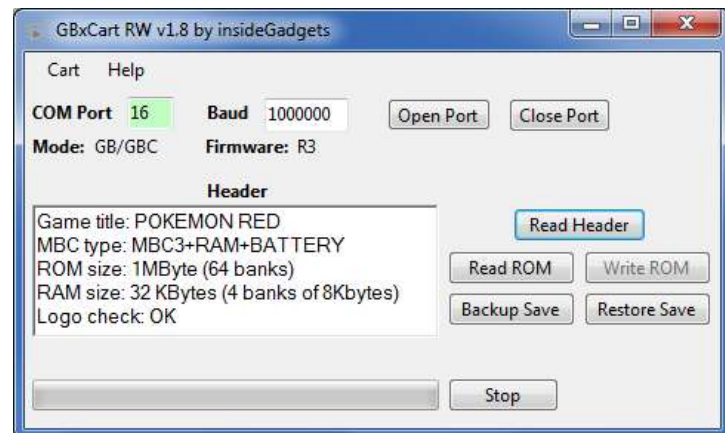 GBxCart RW v1.8 by insideGadgets
Cart Help
COM Port 16 Baud 1000000 Open Port Close Port
Mode: GB/GBC Firmware: R3
Header
Game title: POKEMON RED
MBC type: MBC3+RAM+BATTERY
ROM size: 1MByte (64 banks)
RAM size: 32 KBytes (4 banks of 8Kbytes)
Logo check: OK
Read Header
Read ROM Write ROM
Backup Save Restore Save
Stop